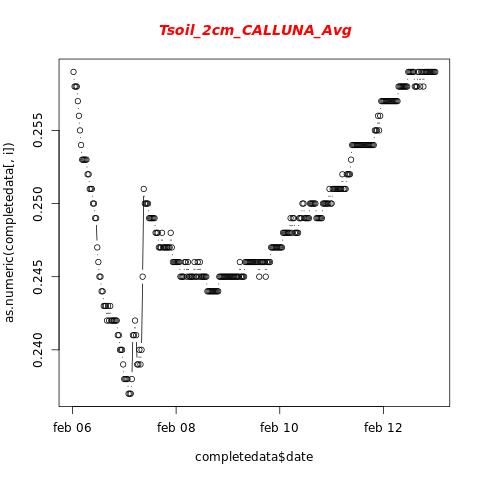 Tsoil_2cm_CALLUNA_Avg
as.numeric(completedata[, i])
0.255
0.250
0.245
0.240
feb 06
feb 08
feb 10
feb 12
completedata$date